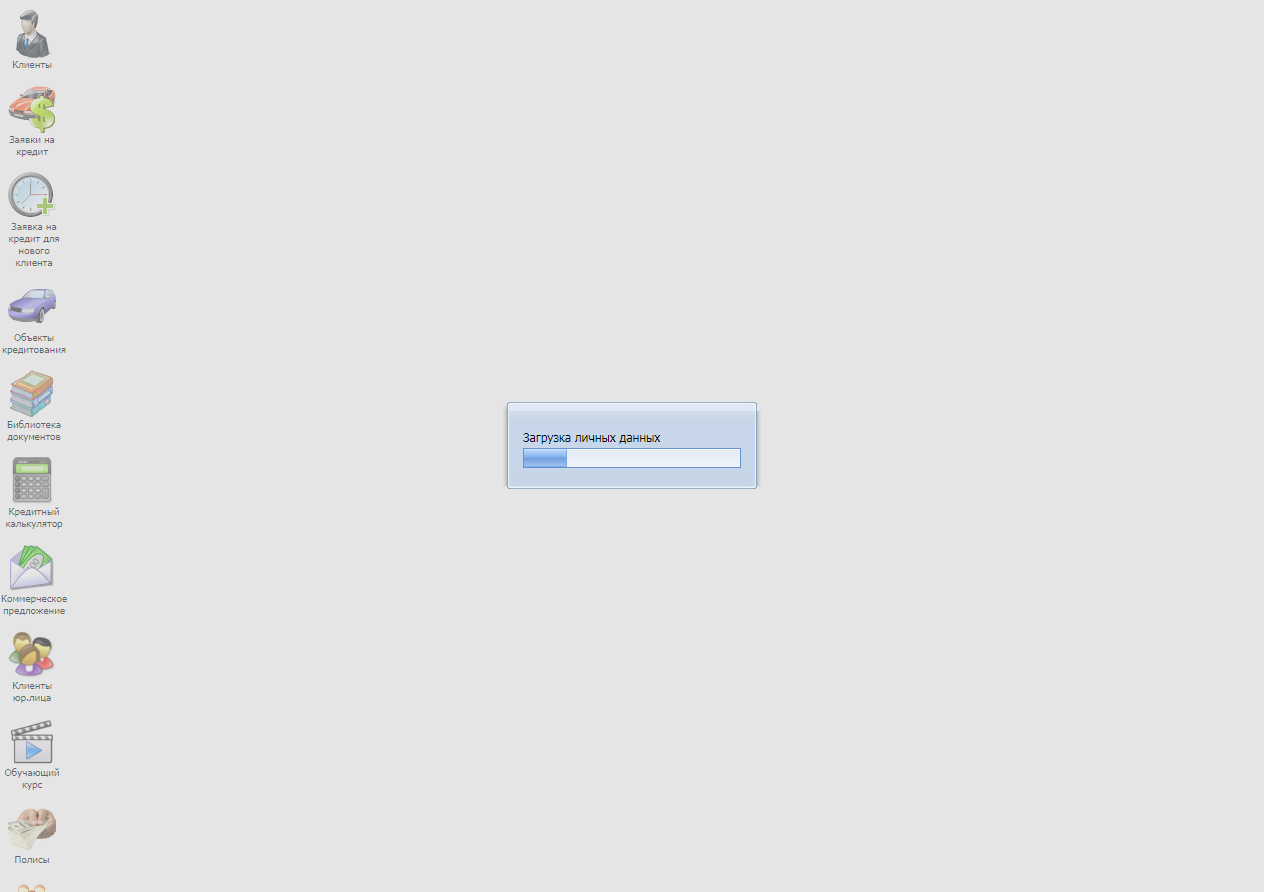 Клиенты
Заявки на
кредит
Заявка на
кредит для
нового
клиента
Объекты
кредитования
Библиотека
документов
Кредитный
калькулятор
Коммерческое
предложение
Клиенты
юр.лица
Обучающий
курс
Полисы
Загрузка личных данных